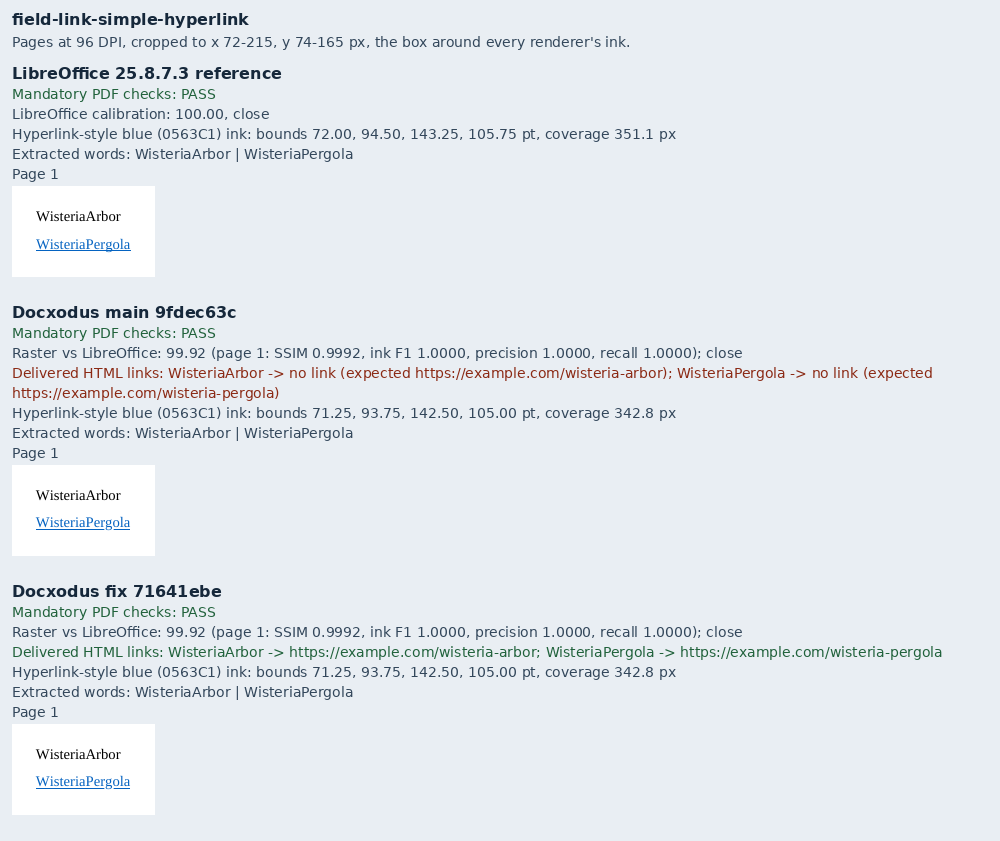 field-link-simple-hyperlink
Pages at 96 DPI, cropped to x 72-215, y 74-165 px, the box around every renderer's ink.
LibreOffice 25.8.7.3 reference
Mandatory PDF checks: PASS
LibreOffice calibration: 100.00, close
Hyperlink-style blue (0563C1) ink: bounds 72.00, 94.50, 143.25, 105.75 pt, coverage 351.1 px
Extracted words: WisteriaArbor | WisteriaPergola
Page 1
WisteriaArbor
WisteriaPergola
Docxodus main 9fdec63c
Mandatory PDF checks: PASS
Raster vs LibreOffice: 99.92 (page 1: SSIM 0.9992, ink F1 1.0000, precision 1.0000, recall 1.0000); close
Delivered HTML links: WisteriaArbor -> no link (expected https://example.com/wisteria-arbor); WisteriaPergola -> no link (expected
https://example.com/wisteria-pergola)
Hyperlink-style blue (0563C1) ink: bounds 71.25, 93.75, 142.50, 105.00 pt, coverage 342.8 px
Extracted words: WisteriaArbor | WisteriaPergola
Page 1
WisteriaArbor
WisteriaPergola
Docxodus fix 71641ebe
Mandatory PDF checks: PASS
Raster vs LibreOffice: 99.92 (page 1: SSIM 0.9992, ink F1 1.0000, precision 1.0000, recall 1.0000); close
Delivered HTML links: WisteriaArbor -> https://example.com/wisteria-arbor; WisteriaPergola -> https://example.com/wisteria-pergola
Hyperlink-style blue (0563C1) ink: bounds 71.25, 93.75, 142.50, 105.00 pt, coverage 342.8 px
Extracted words: WisteriaArbor | WisteriaPergola
Page 1
WisteriaArbor
WisteriaPergola